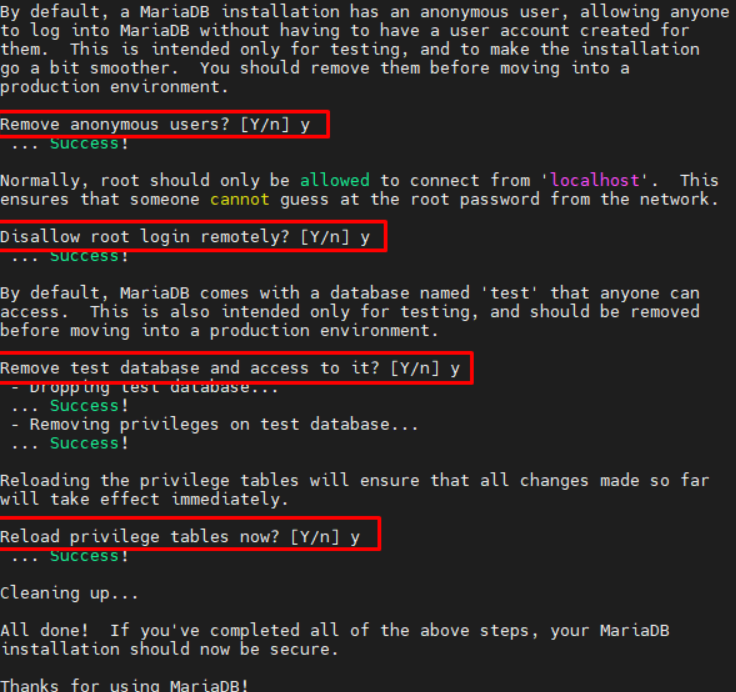 By default, a MariaDB installation has an anonymous user, allowing anyone
to log into MariaDB without having to have a user account created for
them.  This is intended only for testing, and to make the installation
go a bit smoother.  You should remove them before moving into a
production environment.
Remove anonymous users? [Y/n] y
... Success!
Normally, root should only be allowed to connect from 'localhost'.  This
ensures that someone cannot guess at the root password from the network.
Disallow root login remotely? [Y/n] y
... Success!
By default, MariaDB comes with a database named 'test' that anyone can
access.  This is also intended only for testing, and should be removed
before moving into a production environment.
Remove test database and access to it? [Y/n] y
- Dropping test database...
... Success!
- Removing privileges on test database...
... Success!
Reloading the privilege tables will ensure that all changes made so far
will take effect immediately.
Reload privilege tables now? [Y/n] y
... Success!
Cleaning up...
All done!  If you've completed all of the above steps, your MariaDB
installation should now be secure.
Thanks for using MariaDB!